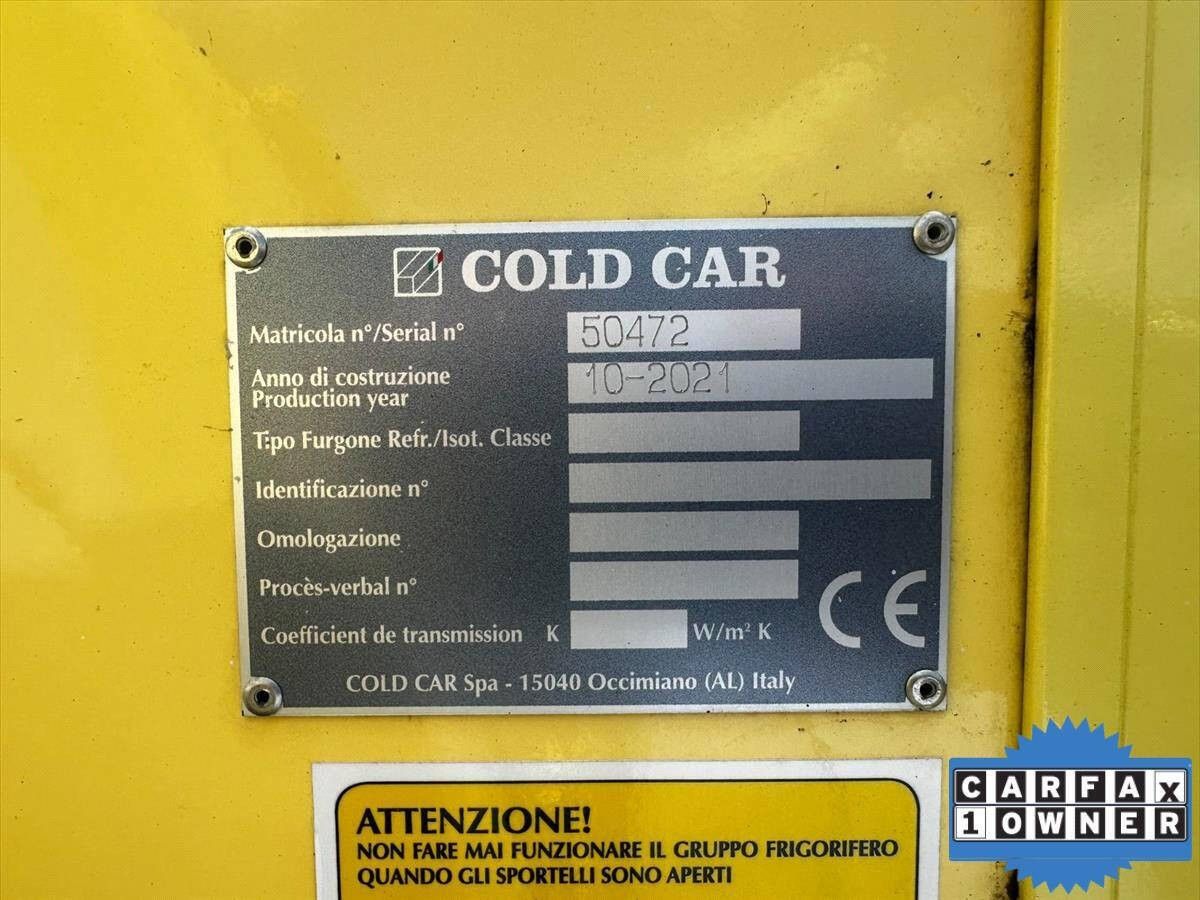 COLD CAR
Matricola n°/Serial n° 50472
Anno di costruzione 10-2021
Production year
Tipo Furgone Refr./Isot. Classe
Identificazione n°
Omologazione
Procès-verbal n°
Coefficient de transmission K W/m² K
CE
COLD CAR Spa - 15040 Occimiano (AL) Italy
ATTENZIONE!
NON FARE MAI FUNZIONARE IL GRUPPO FRIGORIFERO
QUANDO GLI SPORTELLI SONO APERTI
CARFAX
1 OWNER